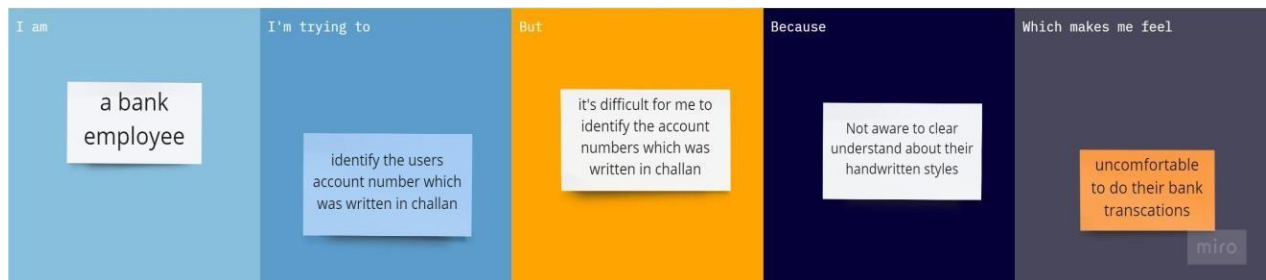 I am
a bank
employee
I'm trying to
identify the users
account number which
was written in challan
But
it's difficult for me to
identify the account
numbers which was
written in challan
Because
Not aware to clear
understand about their
handwritten styles
Which makes me feel
uncomfortable
to do their bank
transcations
miro